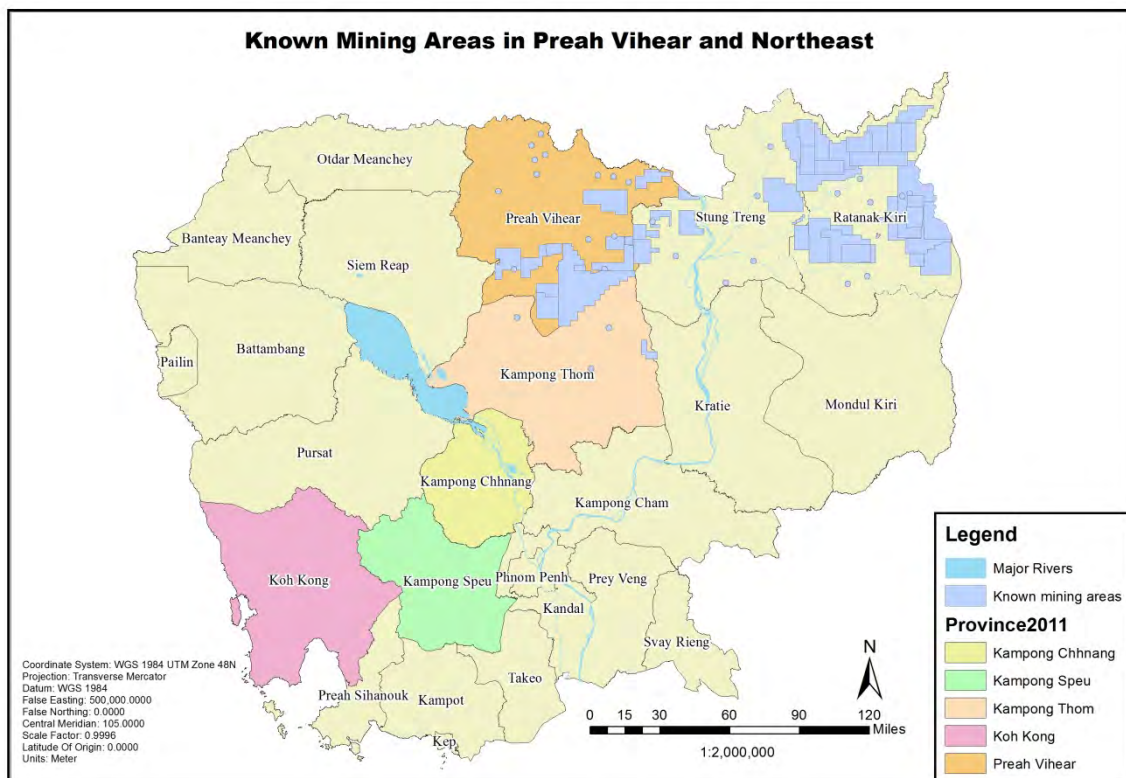 Known Mining Areas in Preah Vihear and Northeast
Otdar Meanchey
Preah Vihear
Stung Treng
Ratanak Kiri
Banteay Meanchey
Siem Reap
Pailin
Battambang
Kampong Thom
Kratie
Mondul Kiri
Pursat
Kampong Chhnang
Kampong Cham
Koh Kong
Kampong Speu
Phnom Penh
Prey Veng
Kandal
Svay Rieng
Takeo
Preah Sihanouk
Kampot
Kep
Coordinate System: WGS 1984 UTM Zone 48N
Projection: Transverse Mercator
Datum: WGS 1984
False Easting: 500,000.0000
False Northing: 0.0000
Central Meridian: 105.0000
Scale Factor: 0.9996
Latitude Of Origin: 0.0000
Units: Meter
N
0 15 30 60 90 120
Miles
1:2,000,000
Legend
Major Rivers
Known mining areas
Province2011
Kampong Chhnang
Kampong Speu
Kampong Thom
Koh Kong
Preah Vihear